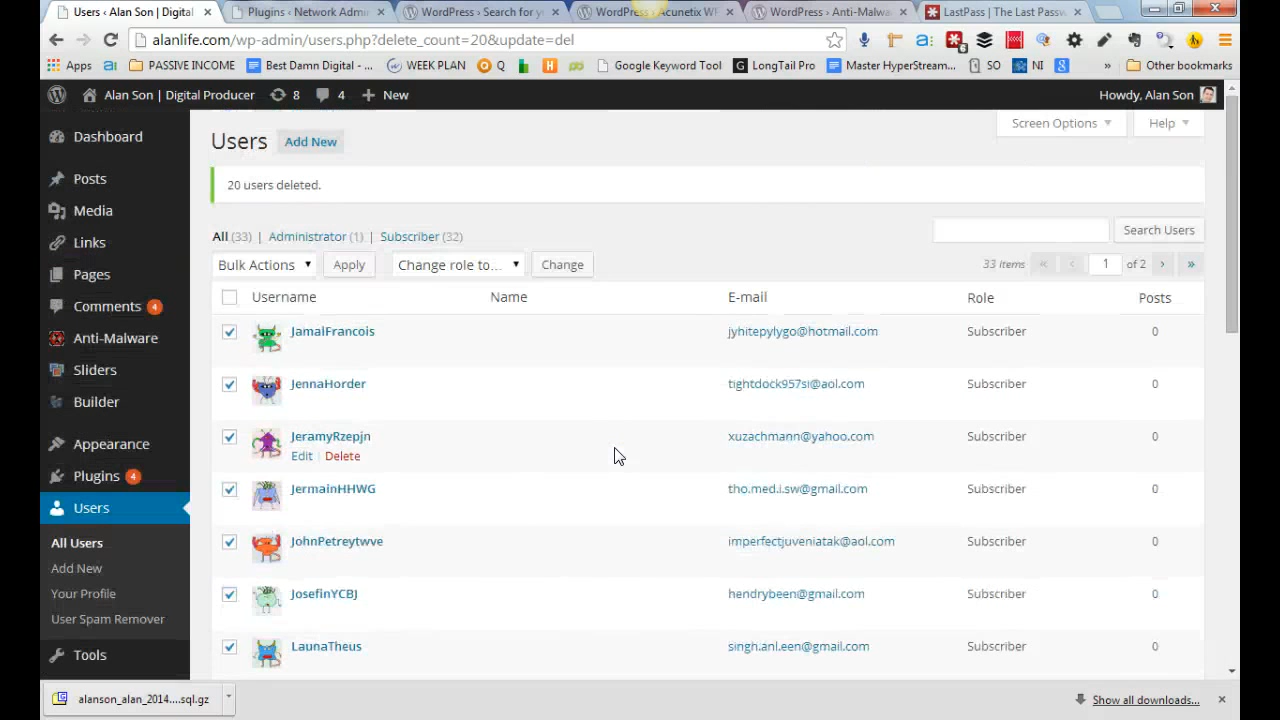 Users ‹ Alan Son | Digital
Plugins ‹ Network Admi
WordPress › Search for yo
WordPress › Acunetix WP
WordPress › Anti-Malwa
LastPass | The Last Passw
alanlife.com/wp-admin/users.php?delete_count=20&update=del
6
Apps
PASSIVE INCOME
Best Damn Digital -...
WEEK PLAN
Q
Google Keyword Tool
G LongTail Pro
Master HyperStream...
SO
NI
»
Other bookmarks
Alan Son | Digital Producer
8
4
New
Howdy, Alan Son
Dashboard
Posts
Media
Links
Pages
Comments 4
Anti-Malware
Sliders
Builder
Appearance
Plugins 4
Users
All Users
Add New
Your Profile
User Spam Remover
Tools
Users
Add New
Screen Options
Help
20 users deleted.
All (33) | Administrator (1) | Subscriber (32)
Search Users
Bulk Actions
Apply
Change role to...
Change
33 items « ‹ 1 of 2 › »
Username Name E-mail Role Posts
JamalFrancois jyhitepylygo@hotmail.com Subscriber 0
JennaHorder tightdock957si@aol.com Subscriber 0
JeramyRzepjn xuzachmann@yahoo.com Subscriber 0
Edit | Delete
JermainHHWG tho.med.i.sw@gmail.com Subscriber 0
JohnPetreytwve imperfectjuveniatak@aol.com Subscriber 0
JosefinYCBJ hendrybeen@gmail.com Subscriber 0
LaunaTheus singh.anl.een@gmail.com Subscriber 0
alanson_alan_2014....sql.gz
Show all downloads...